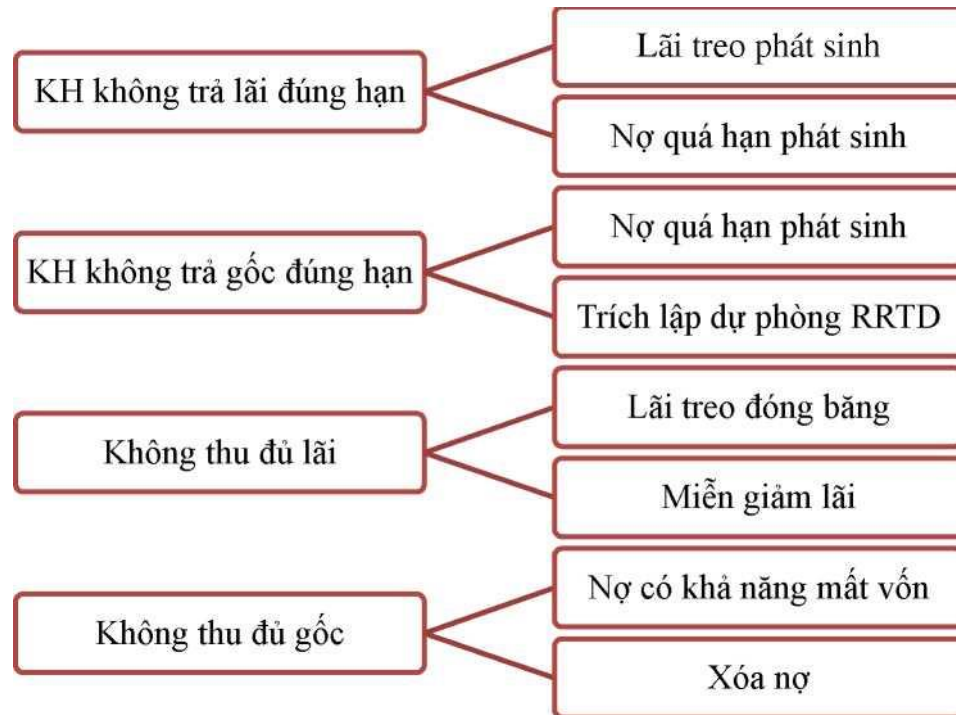 KH không trả lãi đúng hạn
Lãi treo phát sinh
Nợ quá hạn phát sinh
KH không trả gốc đúng hạn
Nợ quá hạn phát sinh
Trích lập dự phòng RRTD
Không thu đủ lãi
Lãi treo đóng băng
Miễn giảm lãi
Không thu đủ gốc
Nợ có khả năng mất vốn
Xóa nợ